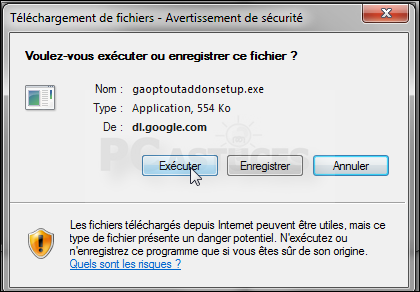 Téléchargement de fichiers - Avertissement de sécurité
Voulez-vous exécuter ou enregistrer ce fichier ?
Nom : gaoptoutaddonsetup.exe
Type : Application, 554 Ko
De : dl.google.com
PC ASTUCES
Exécuter Enregistrer Annuler
Les fichiers téléchargés depuis Internet peuvent être utiles, mais ce
type de fichier présente un danger potentiel. N'exécutez ou
n'enregistrez ce programme que si vous êtes sûr de son origine.
Quels sont les risques ?